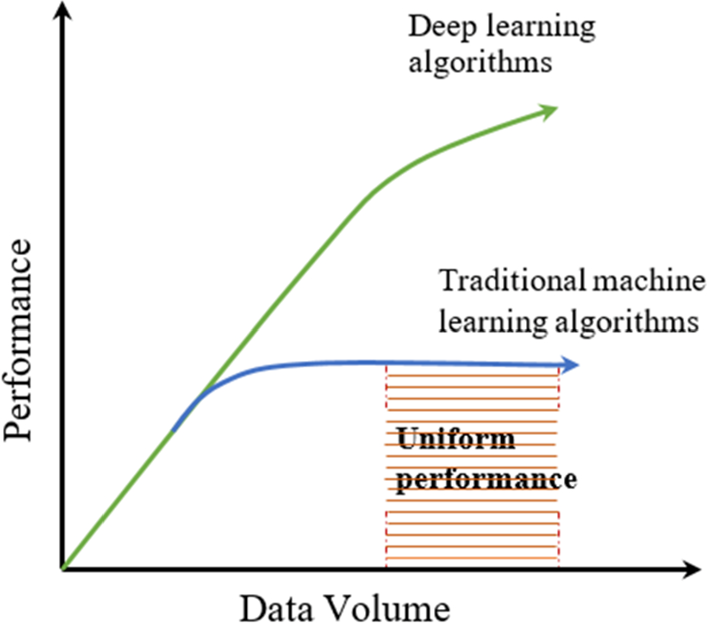 Deep learning
algorithms
Performance
Traditional machine
learning algorithms
Uniform
performance
Data Volume